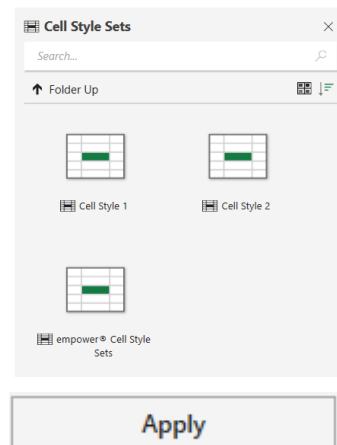 Cell Style Sets
Search...
Folder Up
Cell Style 1
Cell Style 2
empower® Cell Style
Sets
Apply